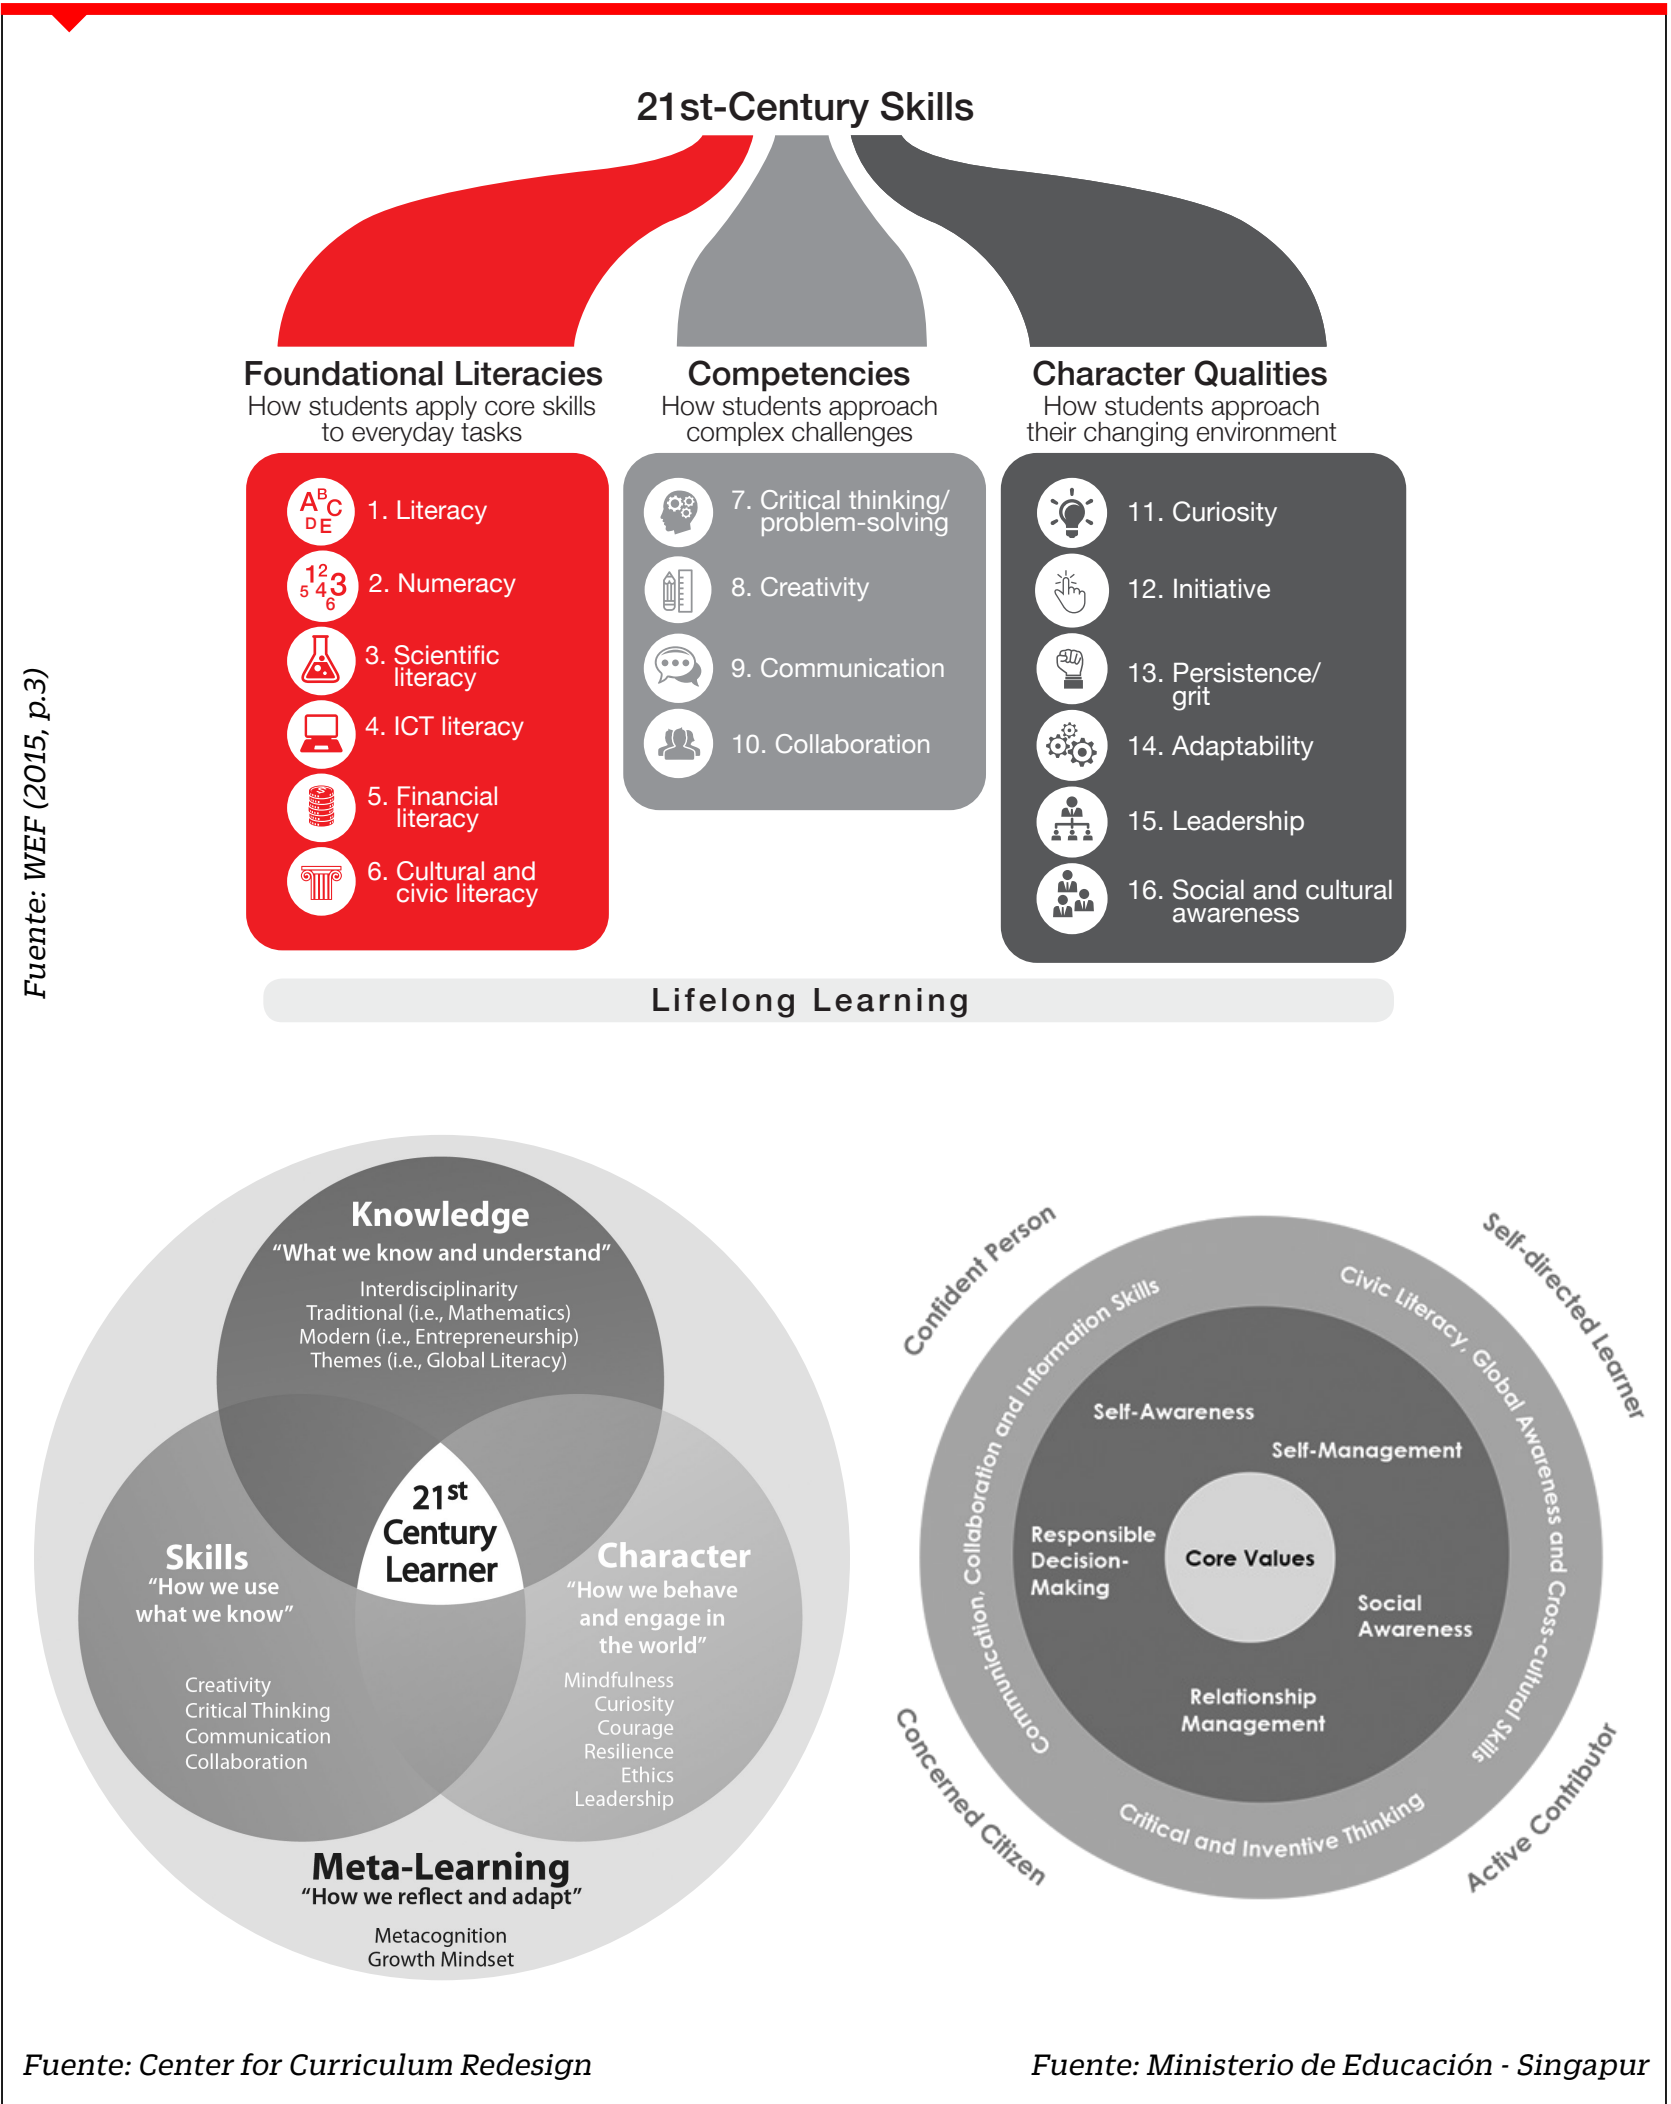 21st-Century Skills
Foundational Literacies
How students apply core skills
to everyday tasks
A B C D E
1. Literacy
1 2 3 4 5 6
2. Numeracy
3. Scientific
literacy
4. ICT literacy
$
5. Financial
literacy
6. Cultural and
civic literacy
Competencies
How students approach
complex challenges
7. Critical thinking/
problem-solving
8. Creativity
9. Communication
10. Collaboration
Character Qualities
How students approach
their changing environment
11. Curiosity
12. Initiative
13. Persistence/
grit
14. Adaptability
15. Leadership
16. Social and cultural
awareness
Lifelong Learning
Fuente: WEF (2015, p.3)
Knowledge
“What we know and understand”
Interdisciplinarity
Traditional (i.e., Mathematics)
Modern (i.e., Entrepreneurship)
Themes (i.e., Global Literacy)
21st
Century
Learner
Skills
“How we use
what we know”
Creativity
Critical Thinking
Communication
Collaboration
Character
“How we behave
and engage in
the world”
Mindfulness
Curiosity
Courage
Resilience
Ethics
Leadership
Meta-Learning
“How we reflect and adapt”
Metacognition
Growth Mindset
Fuente: Center for Curriculum Redesign
Confident Person
Self-directed Learner
Communication, Collaboration and Information Skills
Civic Literacy, Global Awareness and Cross-cultural Skills
Self-Awareness
Self-Management
Responsible
Decision-
Making
Core Values
Social
Awareness
Relationship
Management
Critical and Inventive Thinking
Concerned Citizen
Active Contributor
Fuente: Ministerio de Educación - Singapur